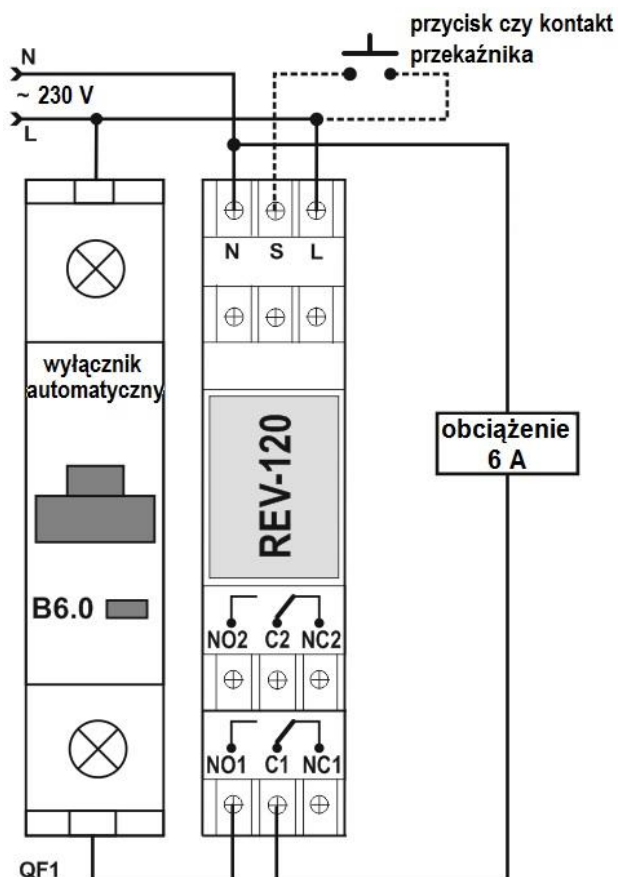 przycisk czy kontakt
przekaźnika
N
~ 230 V
L
N S L
wyłącznik
automatyczny
obciążenie
6 A
REV-120
B6.0
NO2 C2 NC2
NO1 C1 NC1
QF1